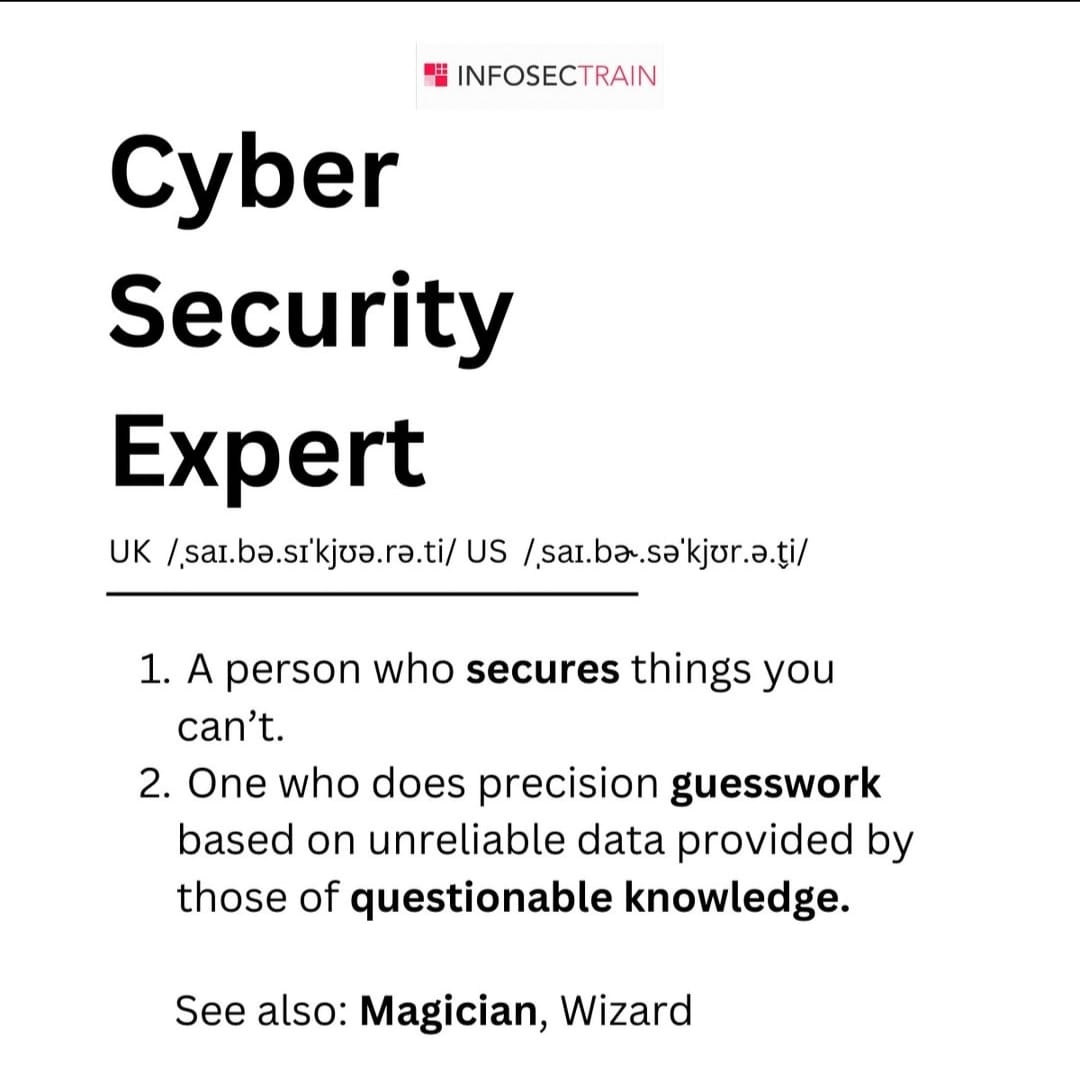 INFOSECTRAIN
Cyber
Security
Expert
UK /ˌsaɪ.bə.sɪˈkjʊə.rə.ti/ US /ˌsaɪ.bɚ.səˈkjʊr.ə.t̬i/
1. A person who secures things you
can’t.
2. One who does precision guesswork
based on unreliable data provided by
those of questionable knowledge.
See also: Magician, Wizard